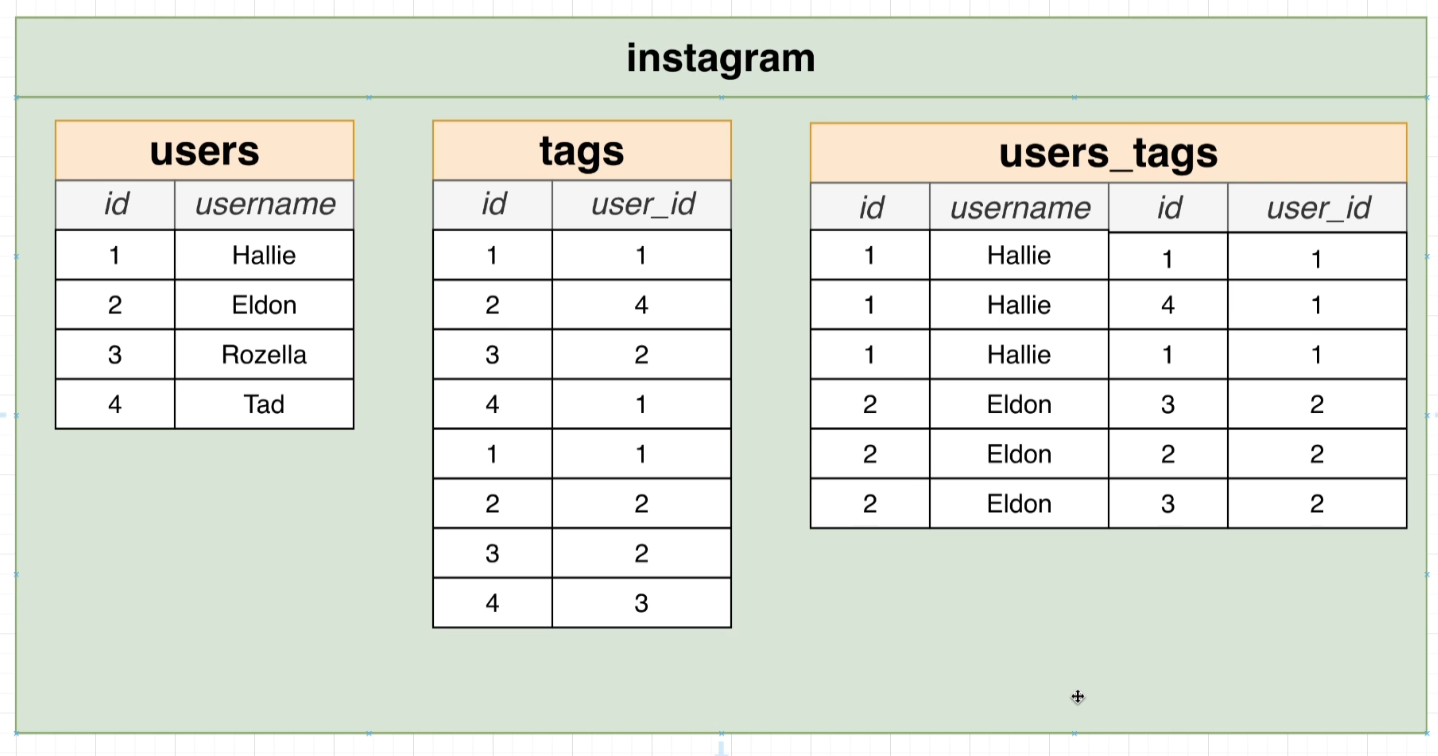 instagram
users
id username
1 Hallie
2 Eldon
3 Rozella
4 Tad
tags
id user_id
1 1
2 4
3 2
4 1
1 1
2 2
3 2
4 3
users_tags
id username id user_id
1 Hallie 1 1
1 Hallie 4 1
1 Hallie 1 1
2 Eldon 3 2
2 Eldon 2 2
2 Eldon 3 2